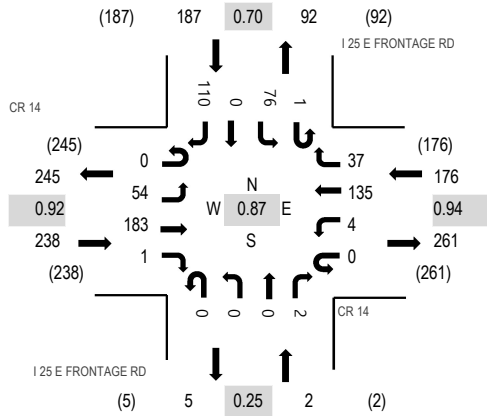 (187) 187 0.70 92 (92)
I 25 E FRONTAGE RD
110 0 76 1
CR 14
(245) (176)
0 37
245 176
54 N 135
0.92 W 0.87 E 0.94
183 S 4
238 261
1 0
(238) (261)
0 0 0 2
CR 14
I 25 E FRONTAGE RD
(5) 5 0.25 2 (2)